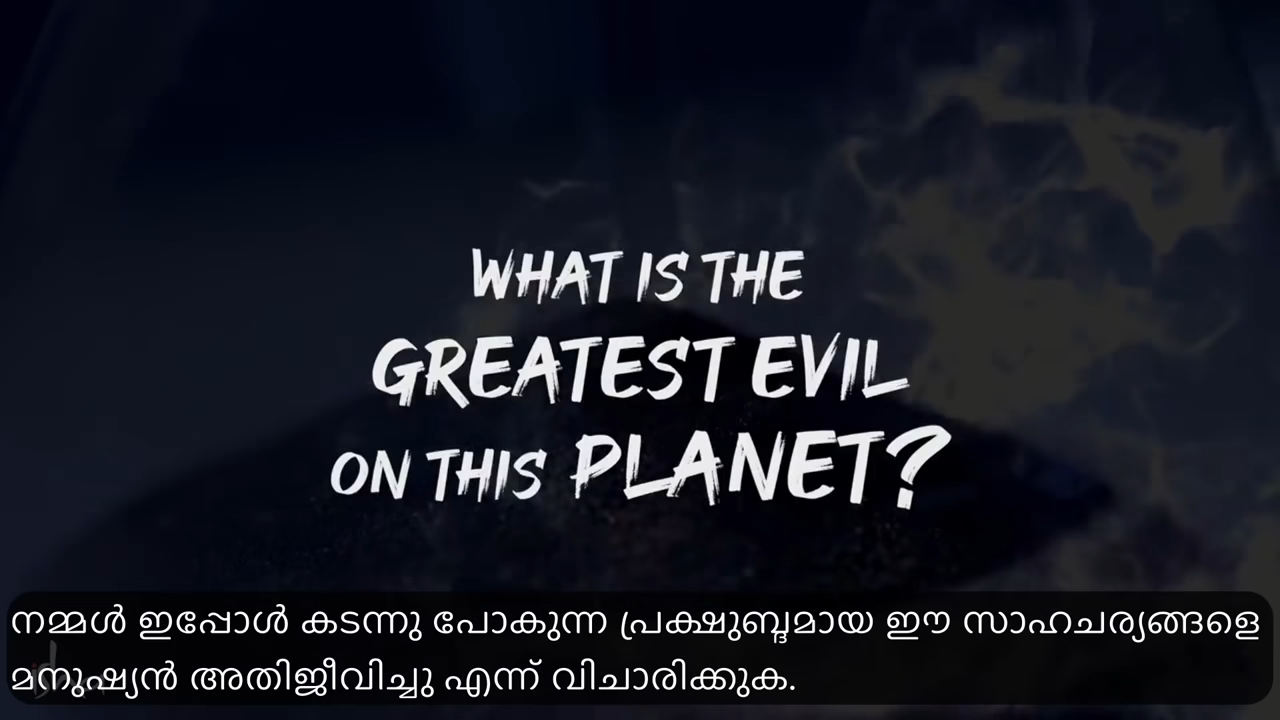 WHAT IS THE
GREATEST EVIL
ON THIS PLANET?
നമ്മൾ ഇപ്പോൾ കടന്നു പോകുന്ന പ്രക്ഷുബ്ദമായ ഈ സാഹചര്യങ്ങളെ
മനുഷ്യൻ അതിജീവിച്ചു എന്ന് വിചാരിക്കുക.